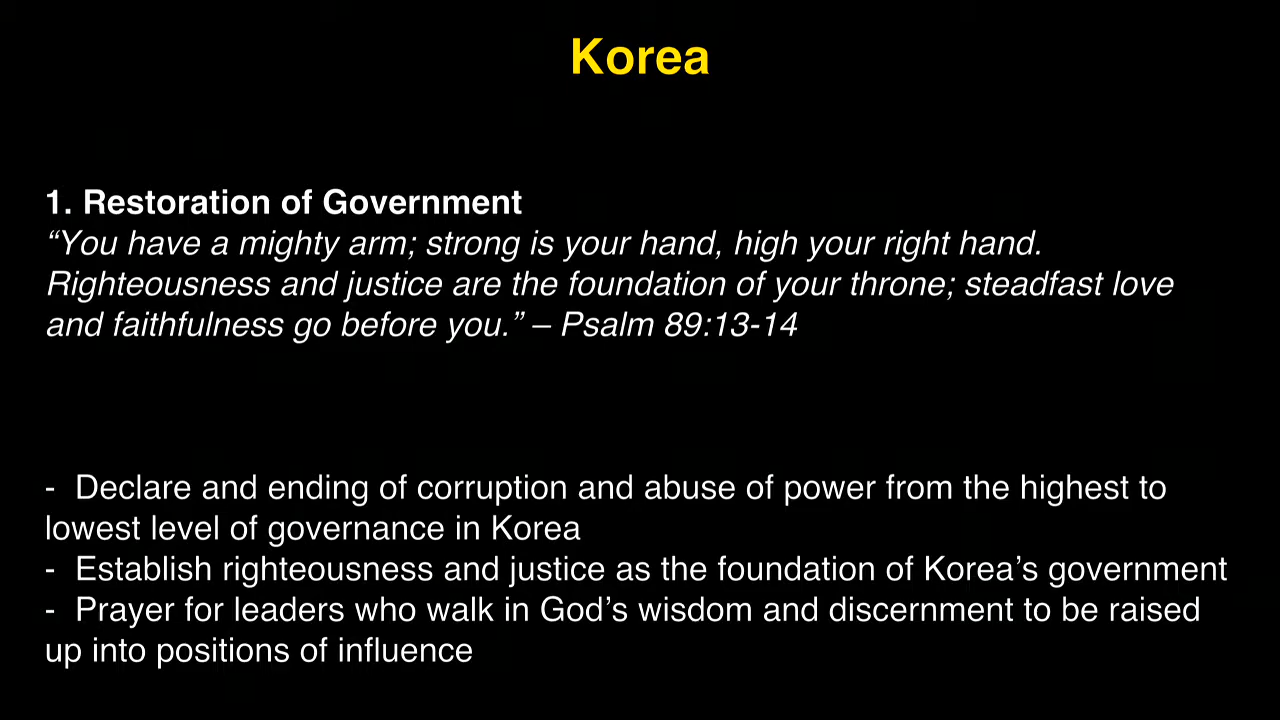 Korea
1. Restoration of Government
“You have a mighty arm; strong is your hand, high your right hand.
Righteousness and justice are the foundation of your throne; steadfast love
and faithfulness go before you.” – Psalm 89:13-14
- Declare and ending of corruption and abuse of power from the highest to
lowest level of governance in Korea
- Establish righteousness and justice as the foundation of Korea’s government
- Prayer for leaders who walk in God’s wisdom and discernment to be raised
up into positions of influence